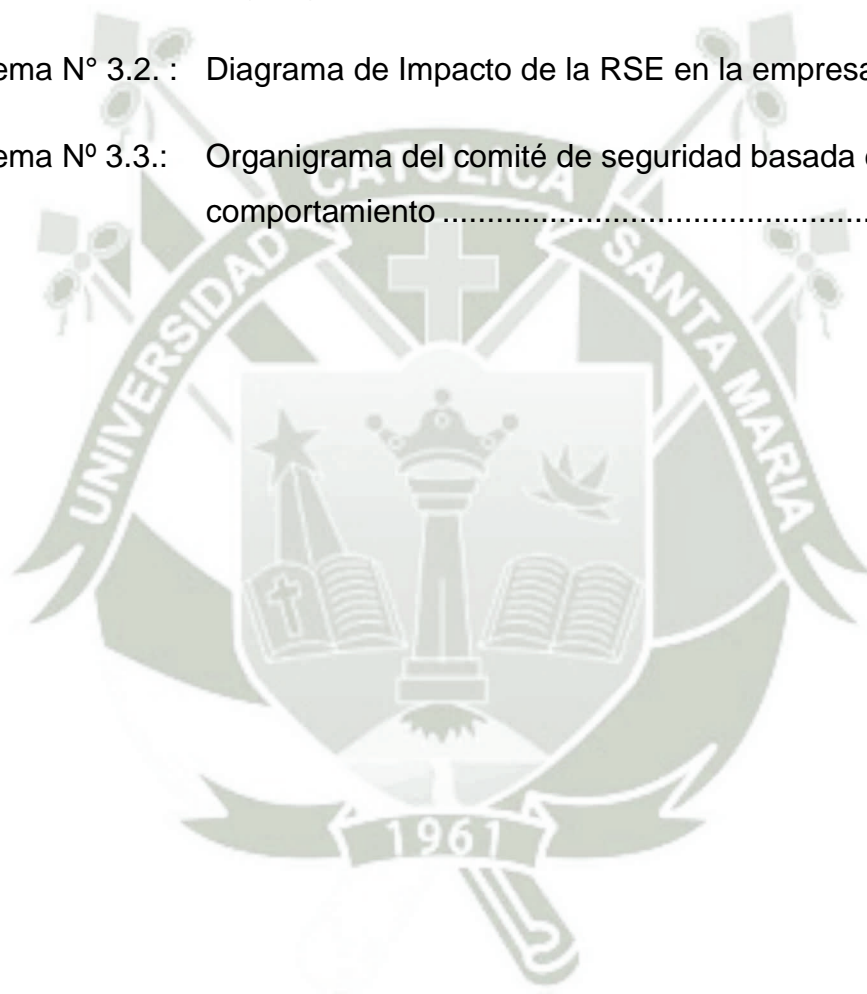 ema N° 3.2. : Diagrama de Impacto de la RSE en la empresa
ema Nº 3.3.: Organigrama del comité de seguridad basada
comportamiento ................................................
UNIVERSIDAD CATOLICA SANTA MARIA
1961